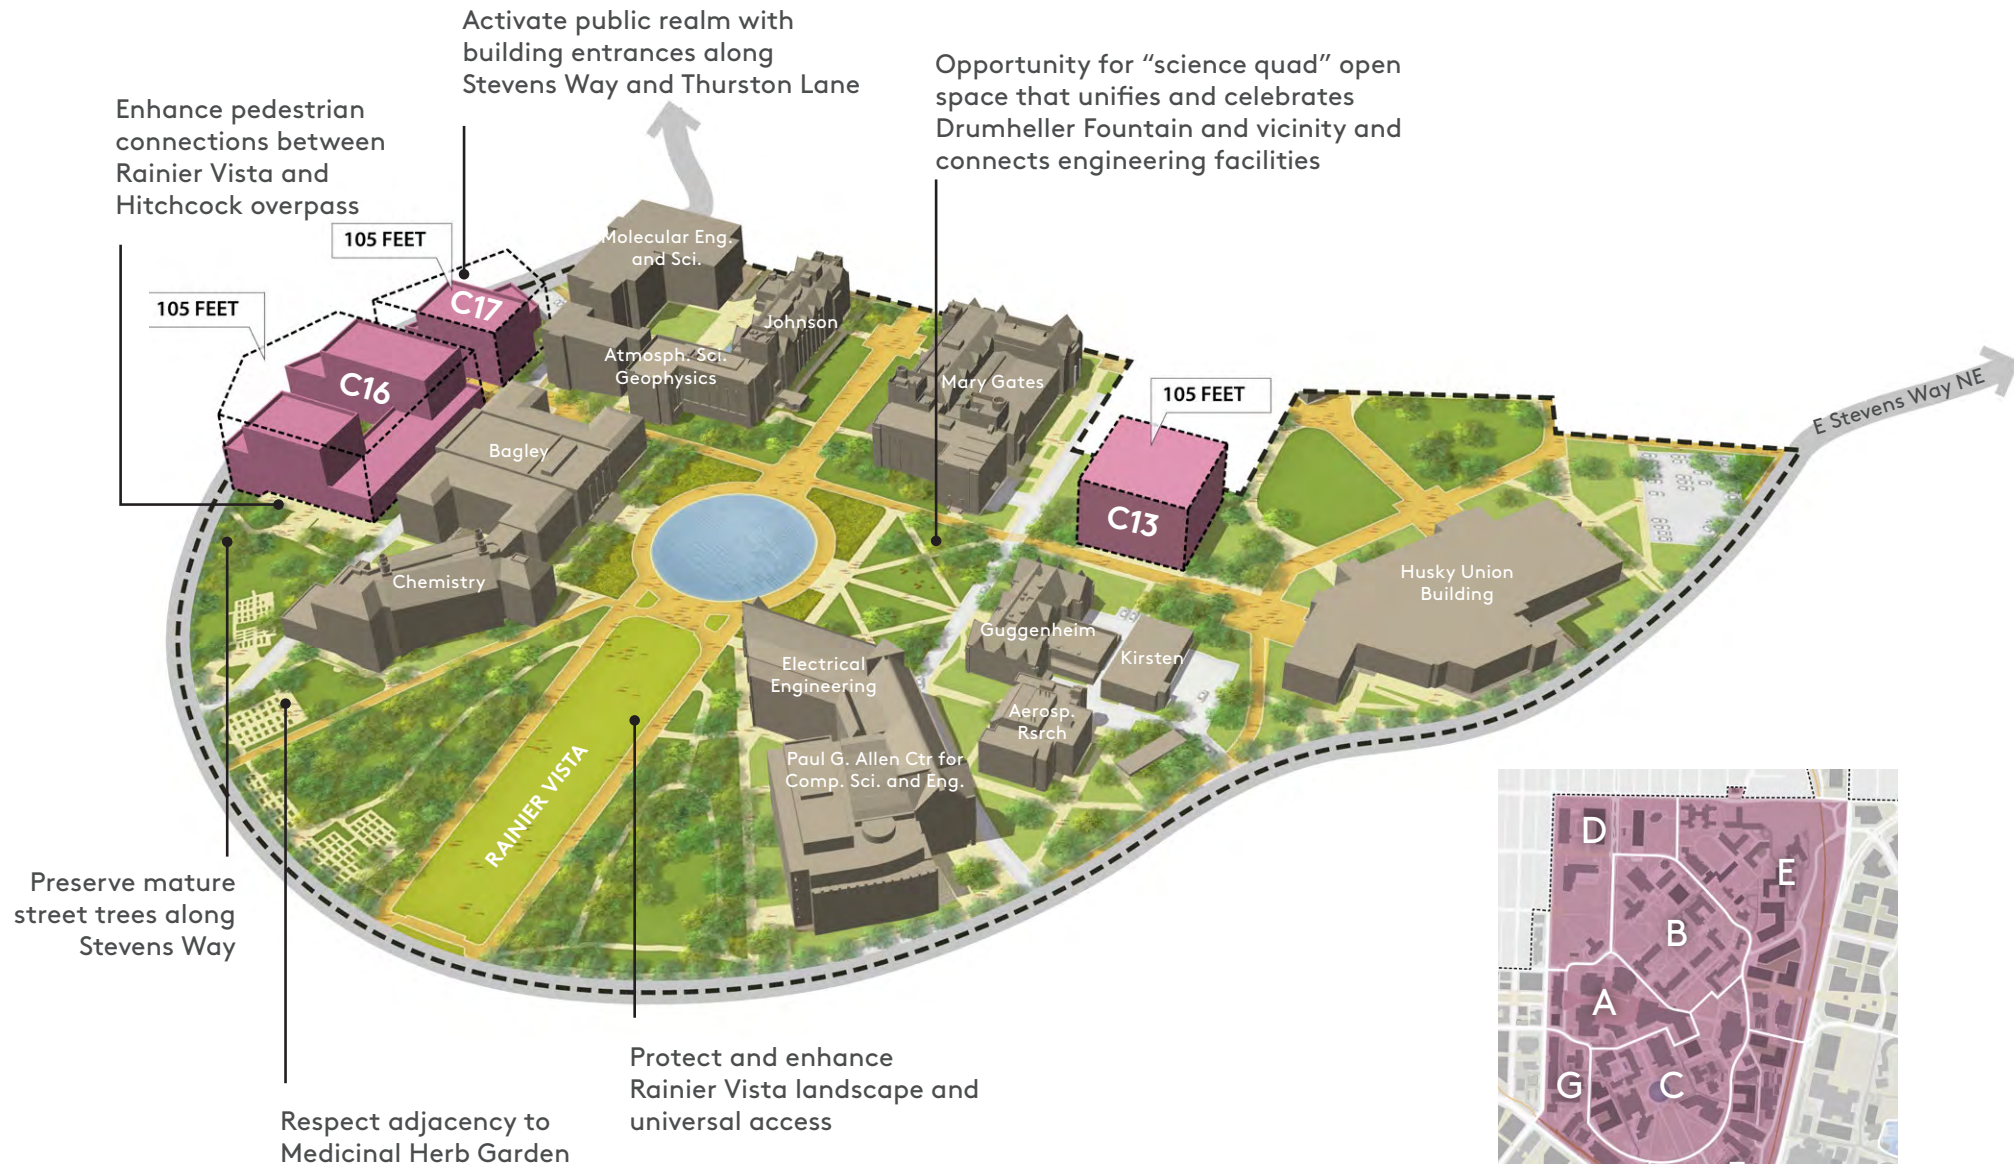 Activate public realm with
building entrances along
Stevens Way and Thurston Lane
Opportunity for “science quad” open
space that unifies and celebrates
Drumheller Fountain and vicinity and
connects engineering facilities
Enhance pedestrian
connections between
Rainier Vista and
Hitchcock overpass
105 FEET
105 FEET
C17
C16
Molecular Eng.
and Sci.
Johnson
Atmosph. Sci.
Geophysics
Mary Gates
105 FEET
C13
E Stevens Way NE
Bagley
Chemistry
Husky Union
Building
Guggenheim
Kirsten
Electrical
Engineering
Aerosp.
Rsrch
Paul G. Allen Ctr for
Comp. Sci. and Eng.
RAINIER VISTA
Preserve mature
street trees along
Stevens Way
Respect adjacency to
Medicinal Herb Garden
Protect and enhance
Rainier Vista landscape and
universal access
D
E
B
A
G
C